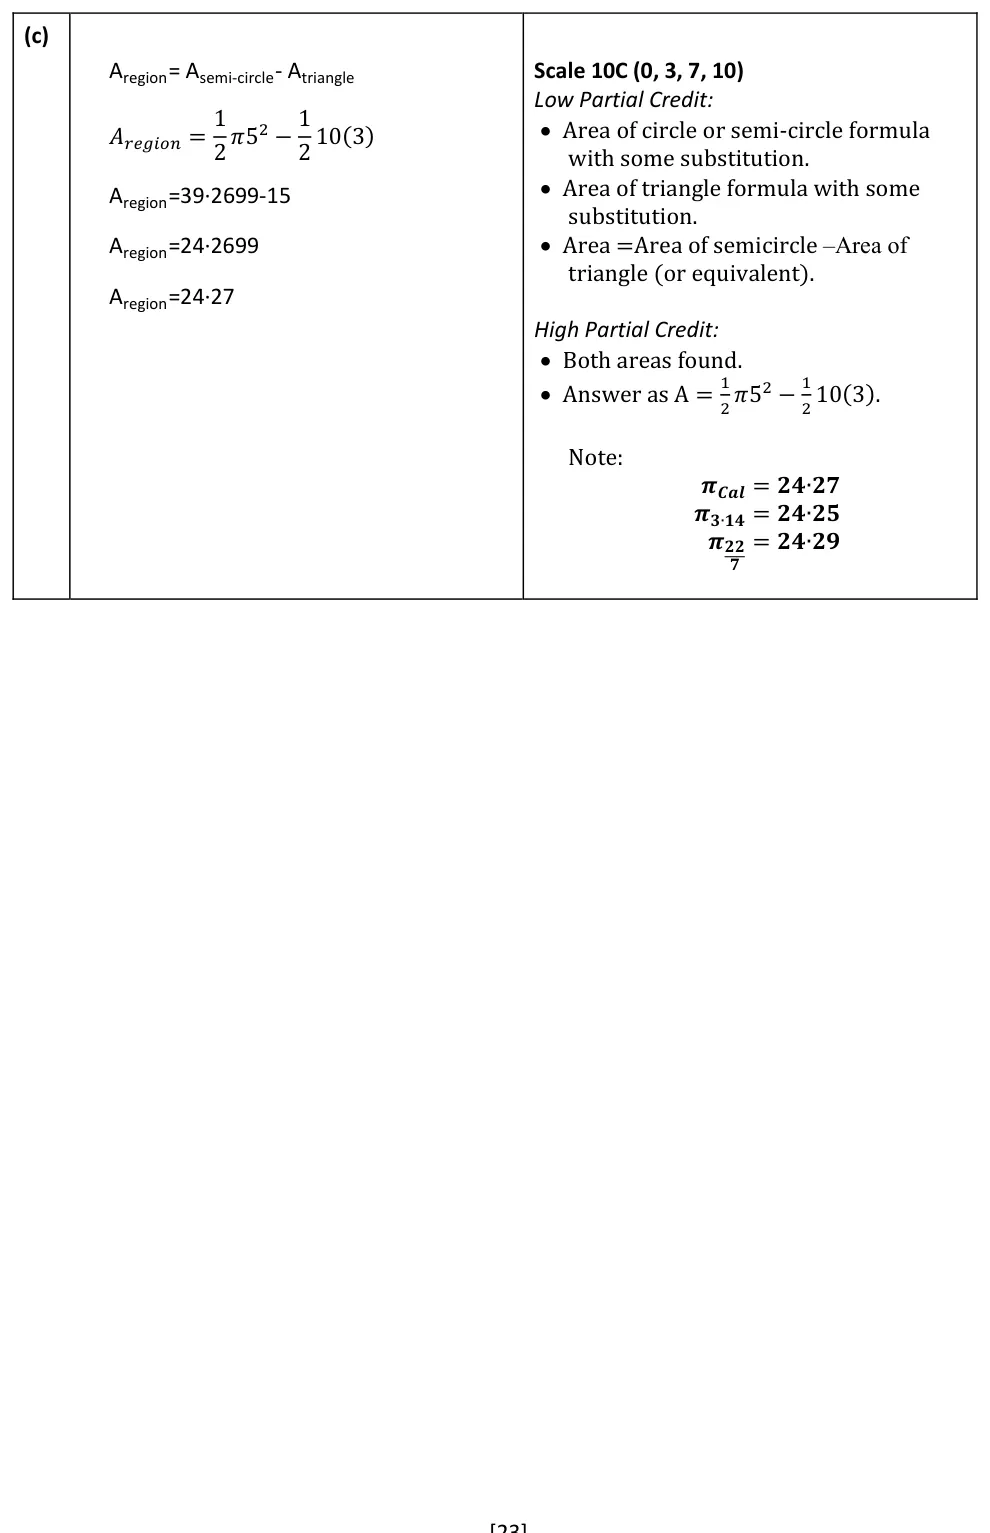 (c)
A_region= A_semi-circle- A_triangle
A_region = 1/2 π5² − 1/2 10(3)
A_region=39·2699-15
A_region=24·2699
A_region=24·27
Scale 10C (0, 3, 7, 10)
Low Partial Credit:
• Area of circle or semi-circle formula
with some substitution.
• Area of triangle formula with some
substitution.
• Area =Area of semicircle –Area of
triangle (or equivalent).
High Partial Credit:
• Both areas found.
• Answer as A = 1/2 π5² − 1/2 10(3).
Note:
π_Cal = 24·27
π_3·14 = 24·25
π_22/7 = 24·29
[23]